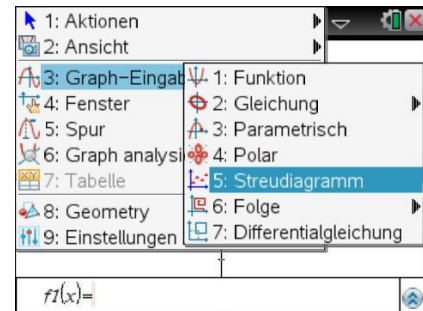 1: Aktionen
2: Ansicht
3: Graph-Eingab
4: Fenster
5: Spur
6: Graph analysi
7: Tabelle
8: Geometry
9: Einstellungen
1: Funktion
2: Gleichung
3: Parametrisch
4: Polar
5: Streudiagramm
6: Folge
7: Differentialgleichung
f1(x)=